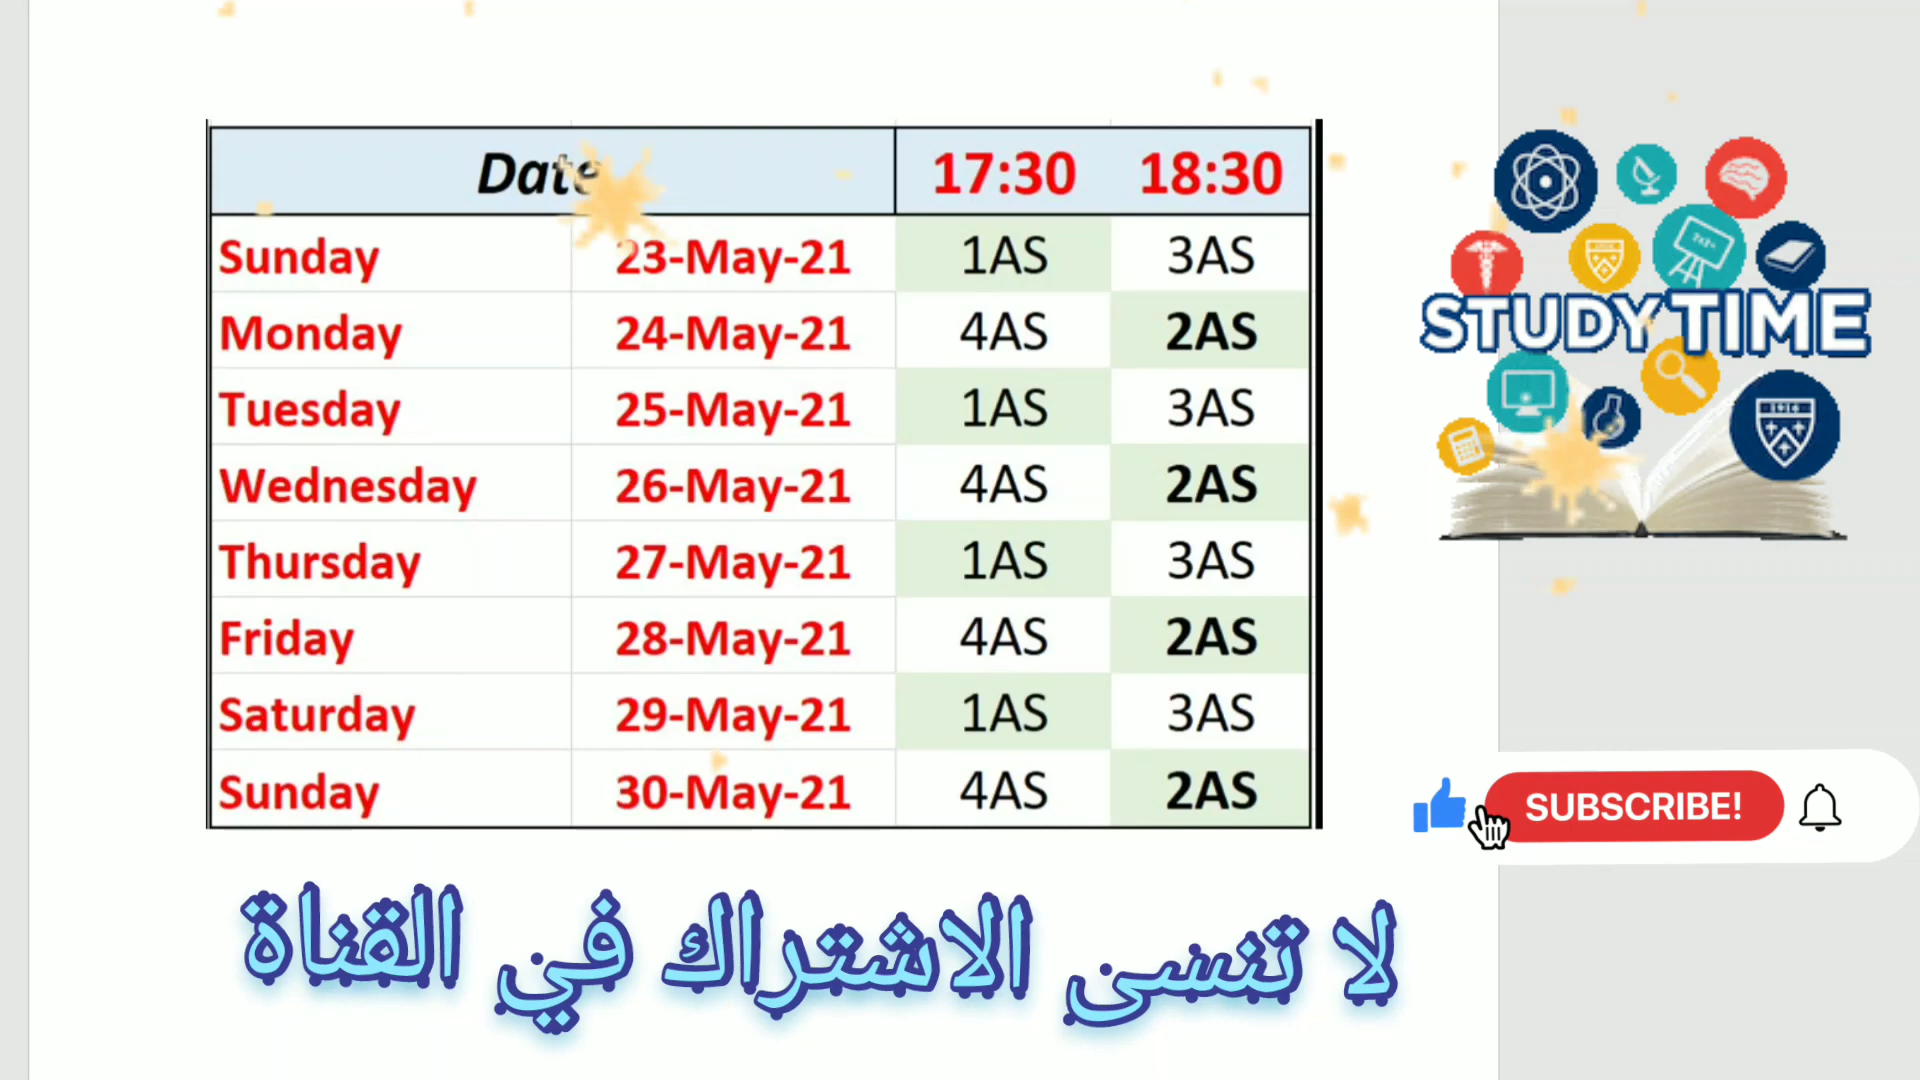 Date 17:30 18:30
Sunday 23-May-21 1AS 3AS
Monday 24-May-21 4AS 2AS
Tuesday 25-May-21 1AS 3AS
Wednesday 26-May-21 4AS 2AS
Thursday 27-May-21 1AS 3AS
Friday 28-May-21 4AS 2AS
Saturday 29-May-21 1AS 3AS
Sunday 30-May-21 4AS 2AS
STUDY TIME
SUBSCRIBE!
لا تنسى الاشتراك في القناة